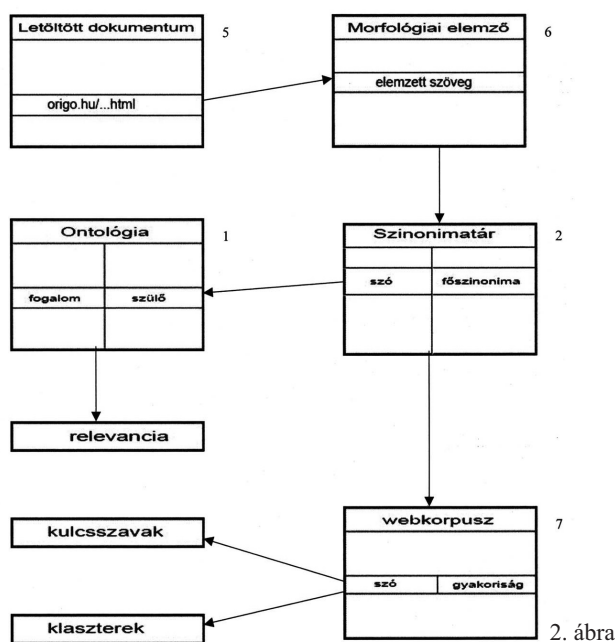 Letöltött dokumentum 5
origo.hu/...html
Morfológiai elemző 6
elemzett szöveg
Ontológia 1
fogalom szülő
Szinonimatár 2
szó főszinonima
relevancia
kulcsszavak
klaszterek
webkorpusz 7
szó gyakoriság
2. ábra